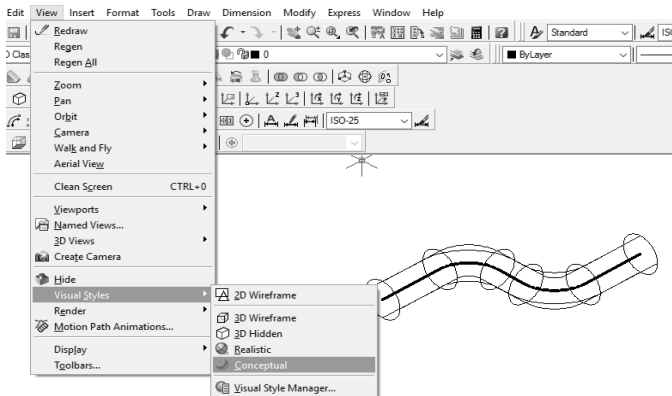 Edit View Insert Format Tools Draw Dimension Modify Express Window Help
Redraw
Regen
Regen All
Zoom
Pan
Orbit
Camera
Walk and Fly
Aerial View
Clean Screen CTRL+0
Viewports
Named Views...
3D Views
Create Camera
Hide
Visual Styles
Render
Motion Path Animations...
Display
Toolbars...
2D Wireframe
3D Wireframe
3D Hidden
Realistic
Conceptual
Visual Style Manager...
Standard
0
ByLayer
ISO-25